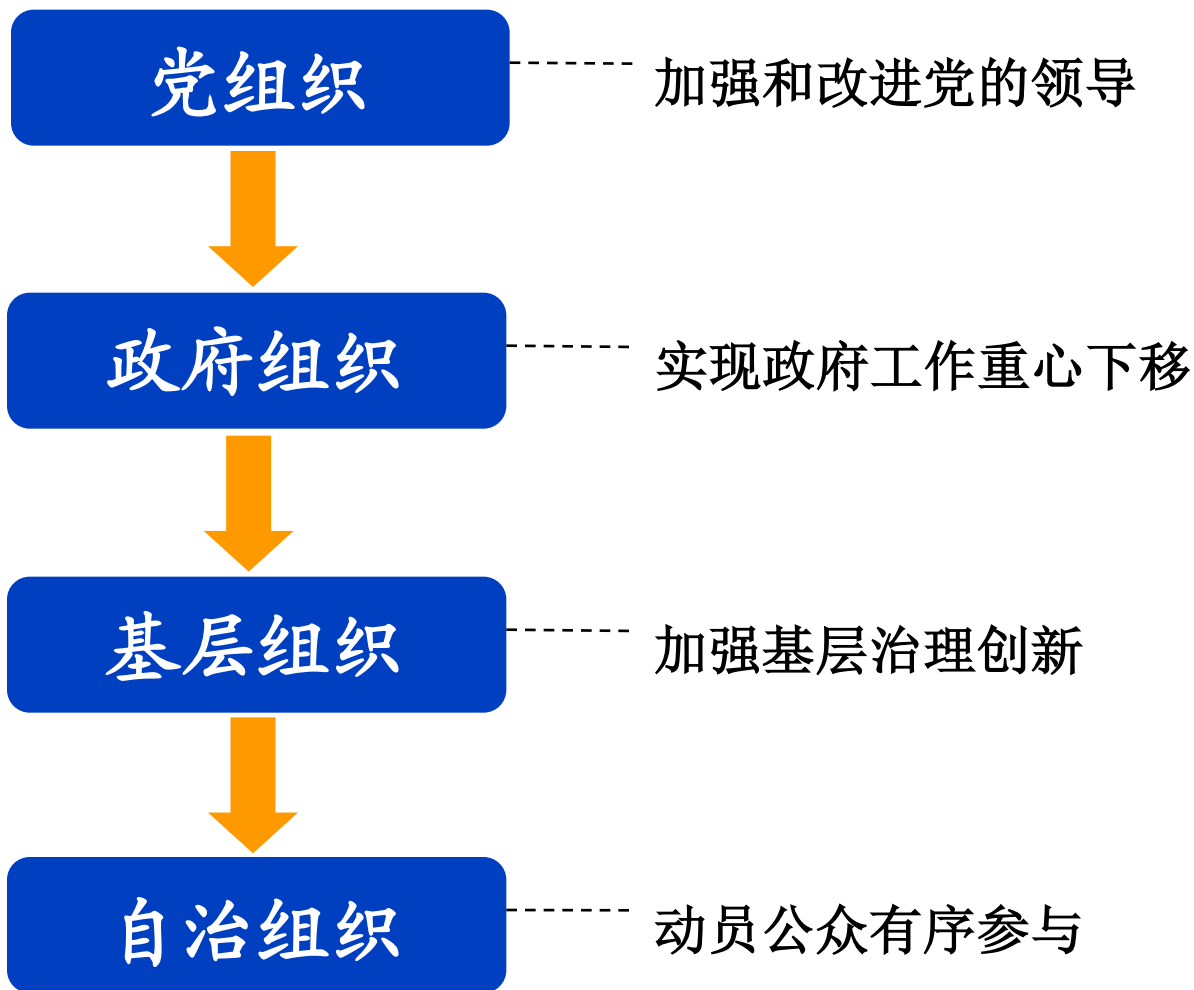 党组织
加强和改进党的领导
政府组织
实现政府工作重心下移
基层组织
加强基层治理创新
自治组织
动员公众有序参与